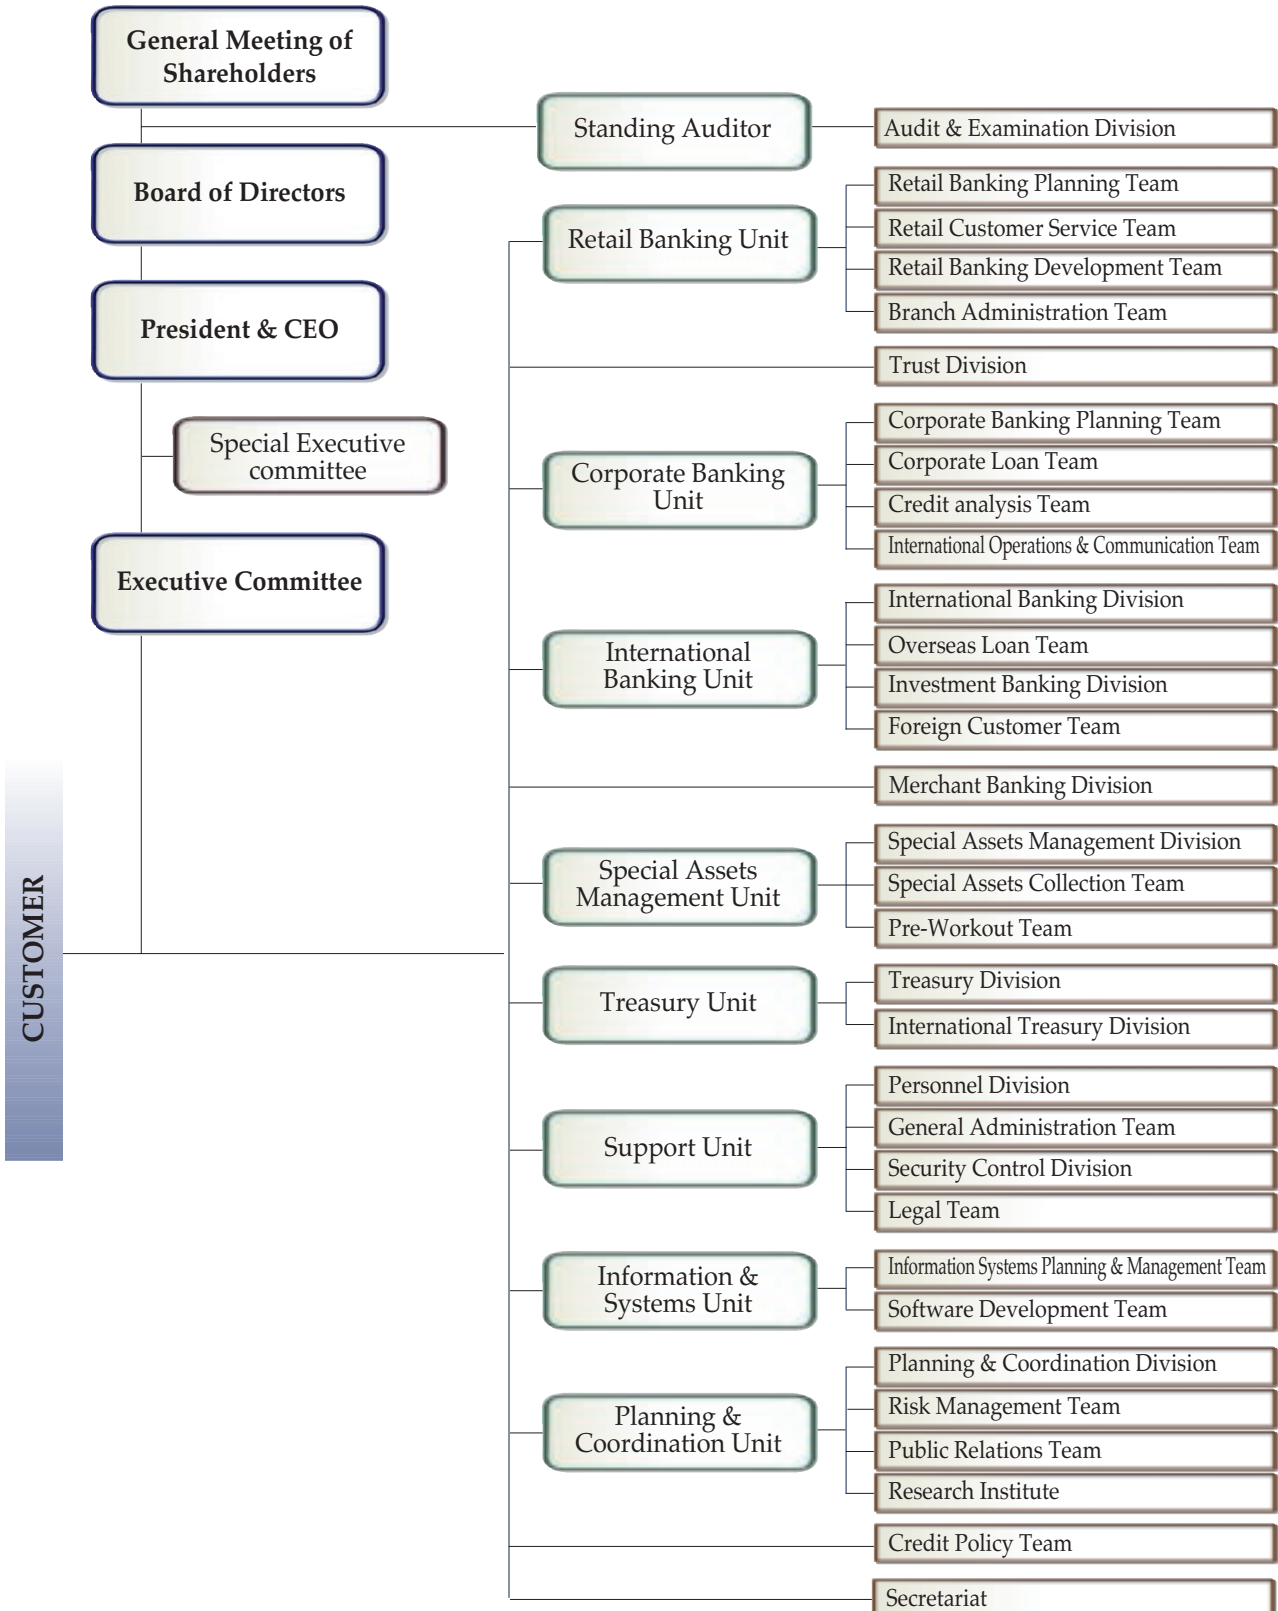 General Meeting of
Shareholders
Board of Directors
President & CEO
Special Executive
committee
Executive Committee
CUSTOMER
Standing Auditor
Audit & Examination Division
Retail Banking Unit
Retail Banking Planning Team
Retail Customer Service Team
Retail Banking Development Team
Branch Administration Team
Trust Division
Corporate Banking
Unit
Corporate Banking Planning Team
Corporate Loan Team
Credit analysis Team
International Operations & Communication Team
International
Banking Unit
International Banking Division
Overseas Loan Team
Investment Banking Division
Foreign Customer Team
Merchant Banking Division
Special Assets
Management Unit
Special Assets Management Division
Special Assets Collection Team
Pre-Workout Team
Treasury Unit
Treasury Division
International Treasury Division
Support Unit
Personnel Division
General Administration Team
Security Control Division
Legal Team
Information &
Systems Unit
Information Systems Planning & Management Team
Software Development Team
Planning &
Coordination Unit
Planning & Coordination Division
Risk Management Team
Public Relations Team
Research Institute
Credit Policy Team
Secretariat